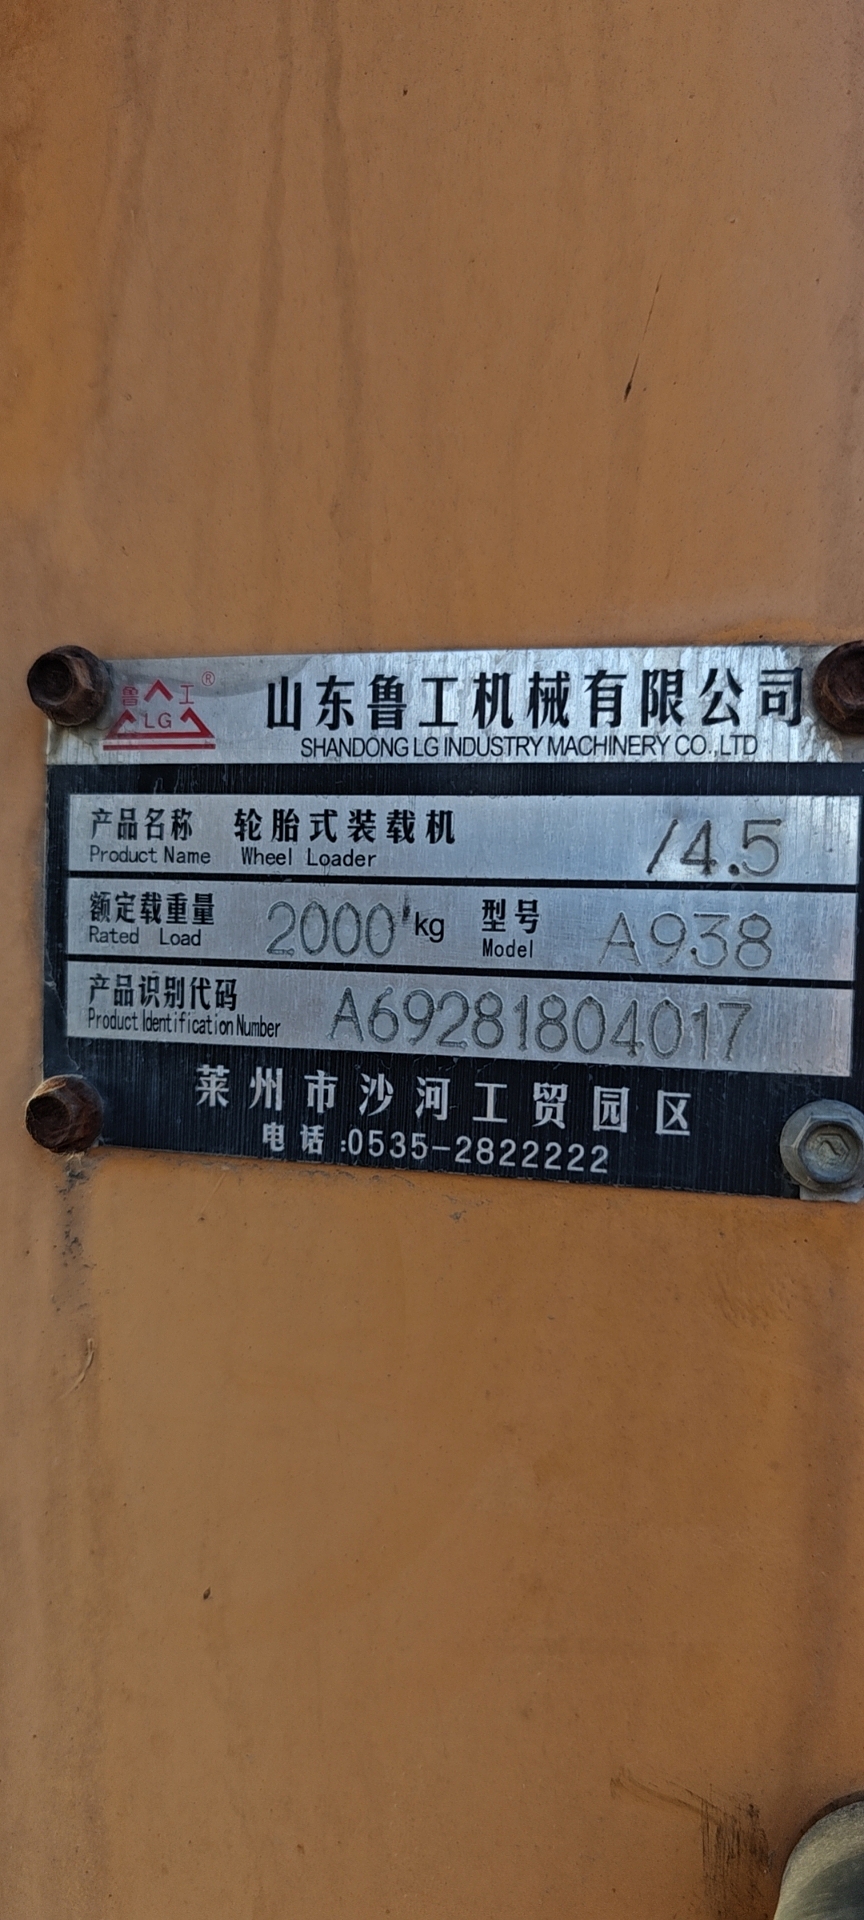 鲁工®
LG
山东鲁工机械有限公司
SHANDONG LG INDUSTRY MACHINERY CO.,LTD
产品名称 轮胎式装载机 /4.5
Product Name Wheel Loader
额定载重量 2000 kg 型号 A938
Rated Load Model
产品识别代码 A69281804017
Product Identification Number
莱州市沙河工贸园区
电话:0535-2822222